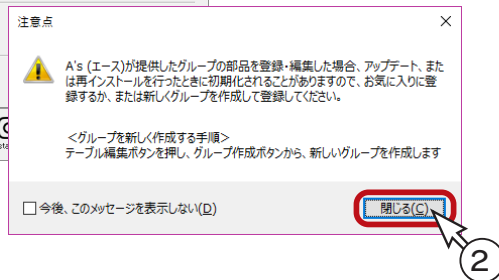 注意点
A's (エース)が提供したグループの部品を登録・編集した場合、アップデート、また
は再インストールを行ったときに初期化されることがありますので、お気に入りに登
録するか、または新しくグループを作成して登録してください。
＜グループを新しく作成する手順＞
テーブル編集ボタンを押し、グループ作成ボタンから、新しいグループを作成します
今後、このメッセージを表示しない(D)
閉じる(C)
2